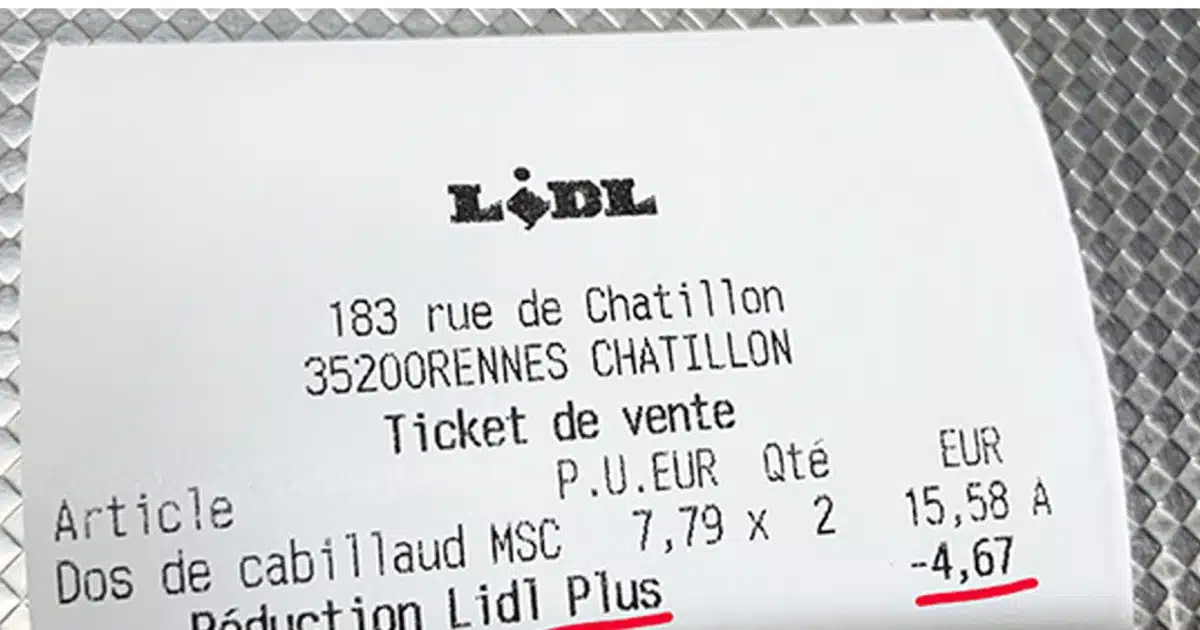 LiDL
183 rue de Chatillon
35200RENNES CHATILLON
Ticket de vente
Article P.U.EUR Qté EUR
Dos de cabillaud MSC 7,79 x 2 15,58 A
Réduction Lidl Plus -4,67